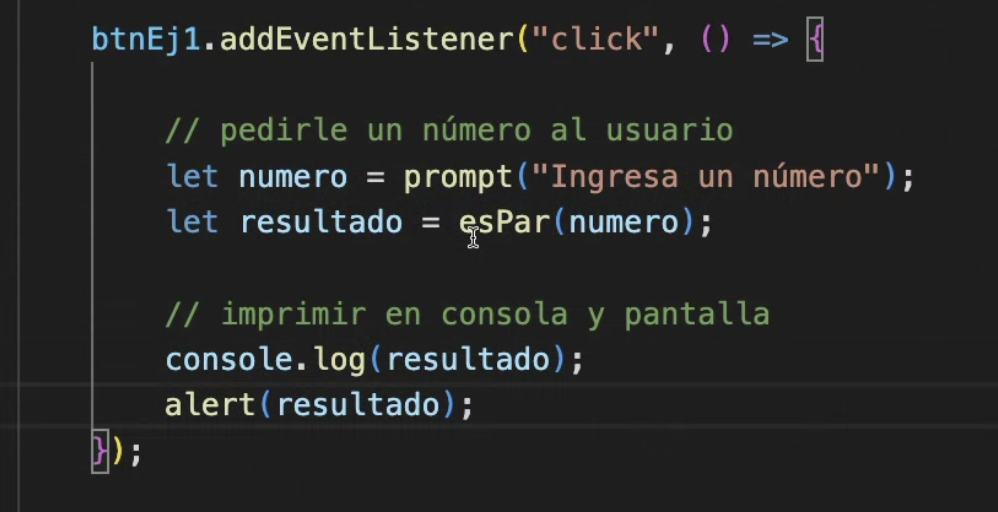 btnEj1.addEventListener("click", () => {
// pedirle un número al usuario
let numero = prompt("Ingresa un número");
let resultado = esPar(numero);
// imprimir en consola y pantalla
console.log(resultado);
alert(resultado);
});